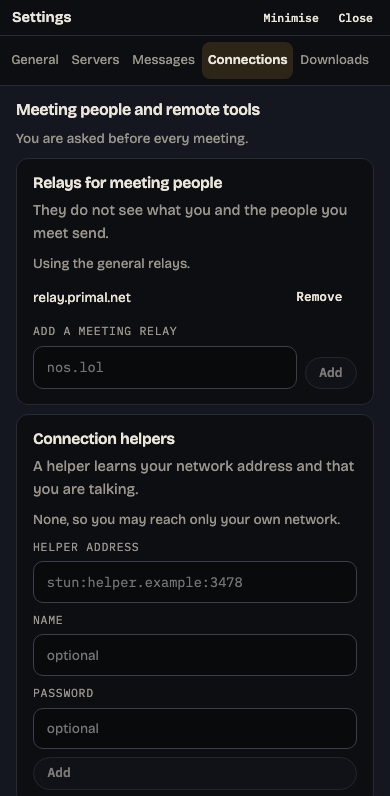 Settings
Minimise
Close
General
Servers
Messages
Connections
Downloads
Meeting people and remote tools
You are asked before every meeting.
Relays for meeting people
They do not see what you and the people you
meet send.
Using the general relays.
relay.primal.net
Remove
ADD A MEETING RELAY
nos.lol
Add
Connection helpers
A helper learns your network address and that
you are talking.
None, so you may reach only your own network.
HELPER ADDRESS
stun:helper.example:3478
NAME
optional
PASSWORD
optional
Add